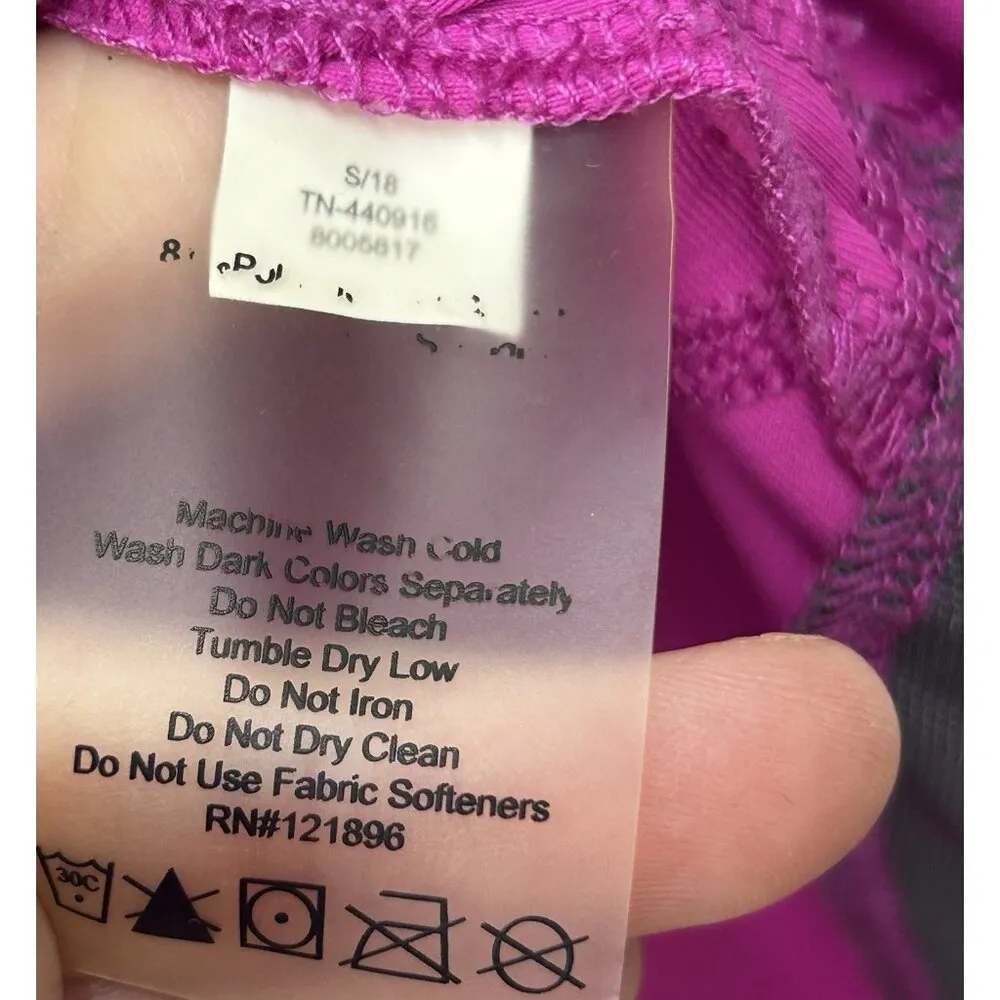 S/18
TN-440916
8005817
Machine Wash Cold
Wash Dark Colors Separately
Do Not Bleach
Tumble Dry Low
Do Not Iron
Do Not Dry Clean
Do Not Use Fabric Softeners
RN#121896
30C